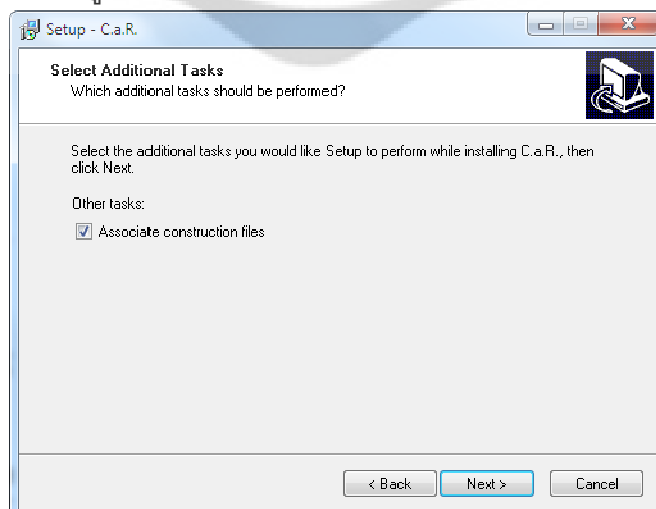 Setup - C.a.R.
Select Additional Tasks
Which additional tasks should be performed?
Select the additional tasks you would like Setup to perform while installing C.a.R., then
click Next.
Other tasks:
Associate construction files
< Back
Next >
Cancel